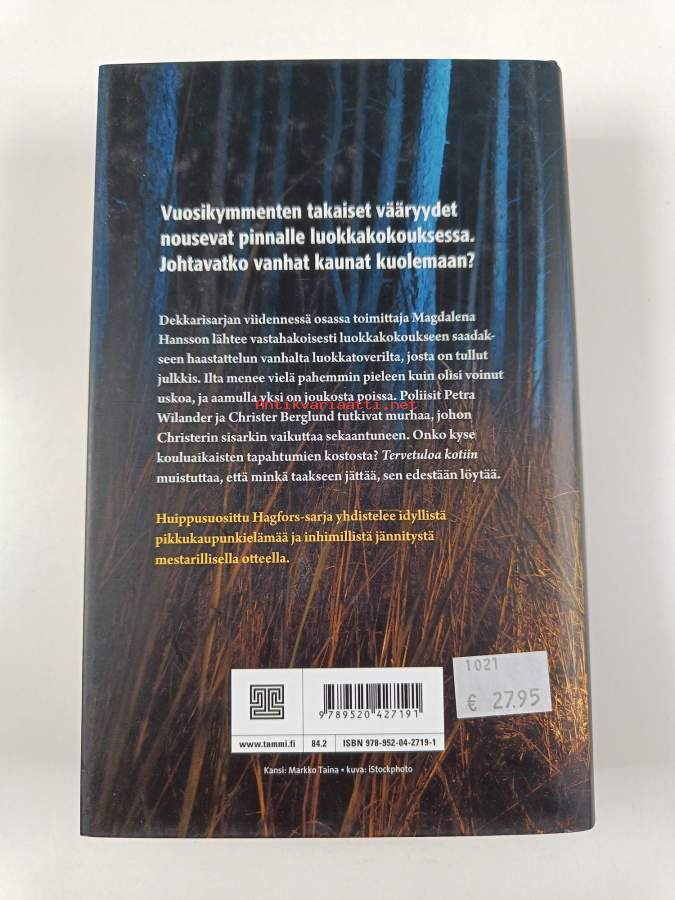 Vuosikymmenten takaiset vääryydet
nousevat pinnalle luokkakokouksessa.
Johtavatko vanhat kaunat kuolemaan?
Dekkarisarjan viidennessä osassa toimittaja Magdalena
Hansson lähtee vastahakoisesti luokkakokoukseen saadak-
seen haastattelun vanhalta luokkatoverilta, josta on tullut
julkkis. Ilta menee vielä pahemmin pieleen kuin olisi voinut
uskoa, ja aamulla yksi on joukosta poissa. Poliisit Petra
Antikvariaatti.net
Wilander ja Christer Berglund tutkivat murhaa, johon
Christerin sisarkin vaikuttaa sekaantuneen. Onko kyse
kouluaikaisten tapahtumien kostosta? Tervetuloa kotiin
muistuttaa, että minkä taakseen jättää, sen edestään löytää.
Huippusuosittu Hagfors-sarja yhdistelee idyllistä
pikkukaupunkielämää ja inhimillistä jännitystä
mestarillisella otteella.
1021
€ 27.95
9 789520 427191
www.tammi.fi 84.2 ISBN 978-952-04-2719-1
Kansi: Markko Taina • kuva: iStockphoto